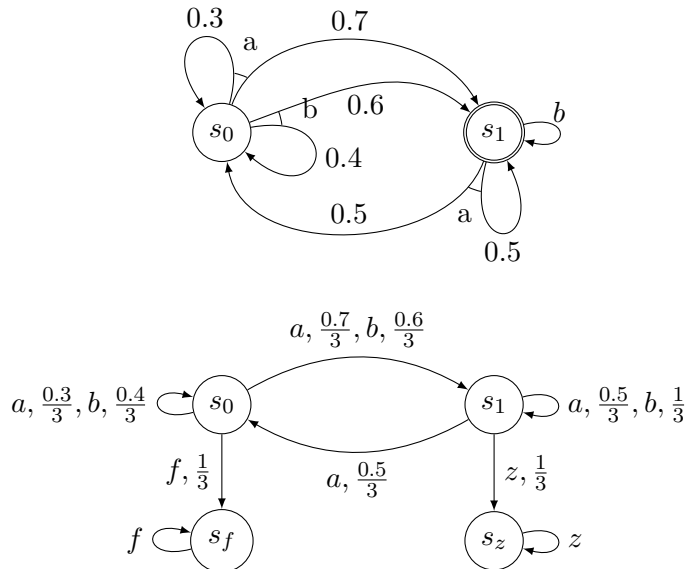 0.3
a
0.7
b
0.6
s₀
s₁
b
0.4
a
0.5
0.5
a, 0.7/3, b, 0.6/3
a, 0.3/3, b, 0.4/3
s₀
s₁
a, 0.5/3, b, 1/3
f, 1/3
a, 0.5/3
z, 1/3
f
s_f
s_z
z